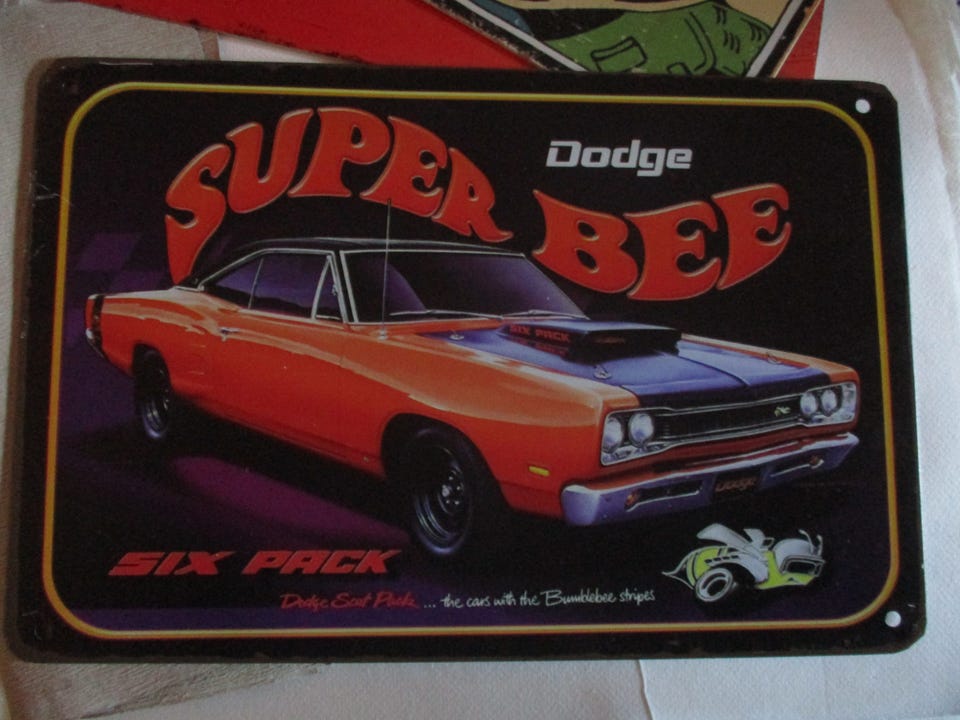 SUPER BEE
Dodge
SIX PACK
Dodge
SIX PACK
Dodge Scat Pack ... the cars with the Bumblebee stripes